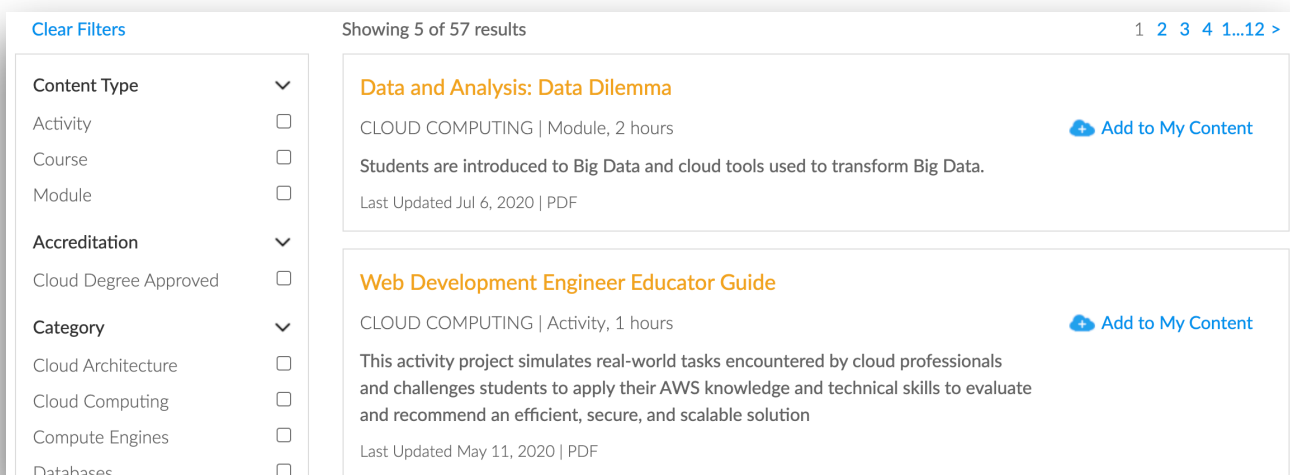 Clear Filters
Showing 5 of 57 results
1 2 3 4 1...12 >
Content Type
Activity
Course
Module
Accreditation
Cloud Degree Approved
Category
Cloud Architecture
Cloud Computing
Compute Engines
Databases
Data and Analysis: Data Dilemma
CLOUD COMPUTING | Module, 2 hours
Add to My Content
Students are introduced to Big Data and cloud tools used to transform Big Data.
Last Updated Jul 6, 2020 | PDF
Web Development Engineer Educator Guide
CLOUD COMPUTING | Activity, 1 hours
Add to My Content
This activity project simulates real-world tasks encountered by cloud professionals
and challenges students to apply their AWS knowledge and technical skills to evaluate
and recommend an efficient, secure, and scalable solution
Last Updated May 11, 2020 | PDF